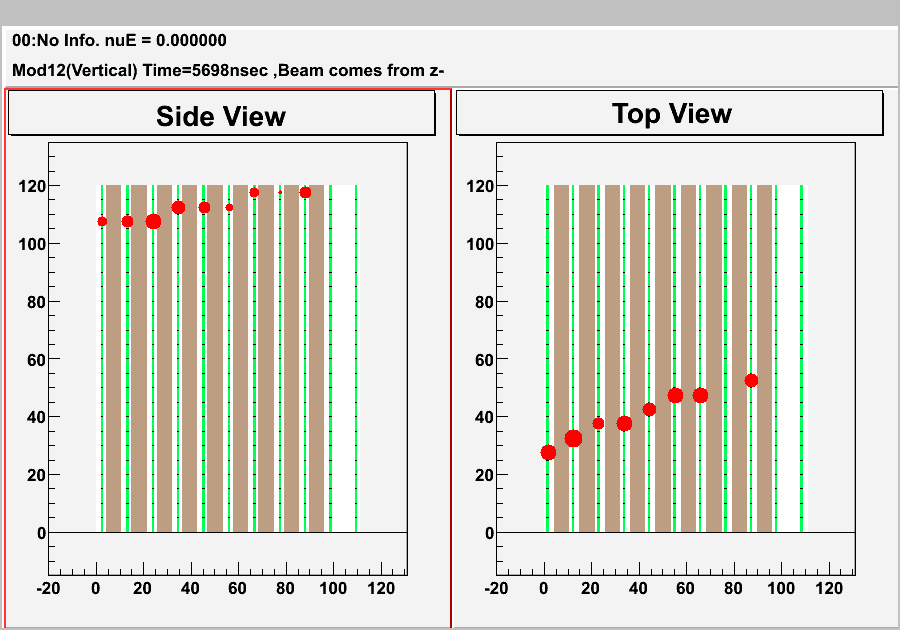 00:No Info. nuE = 0.000000
Mod12(Vertical) Time=5698nsec ,Beam comes from z-
Side View
Top View
120
100
80
60
40
20
0
-20 0 20 40 60 80 100 120
120
100
80
60
40
20
0
-20 0 20 40 60 80 100 120